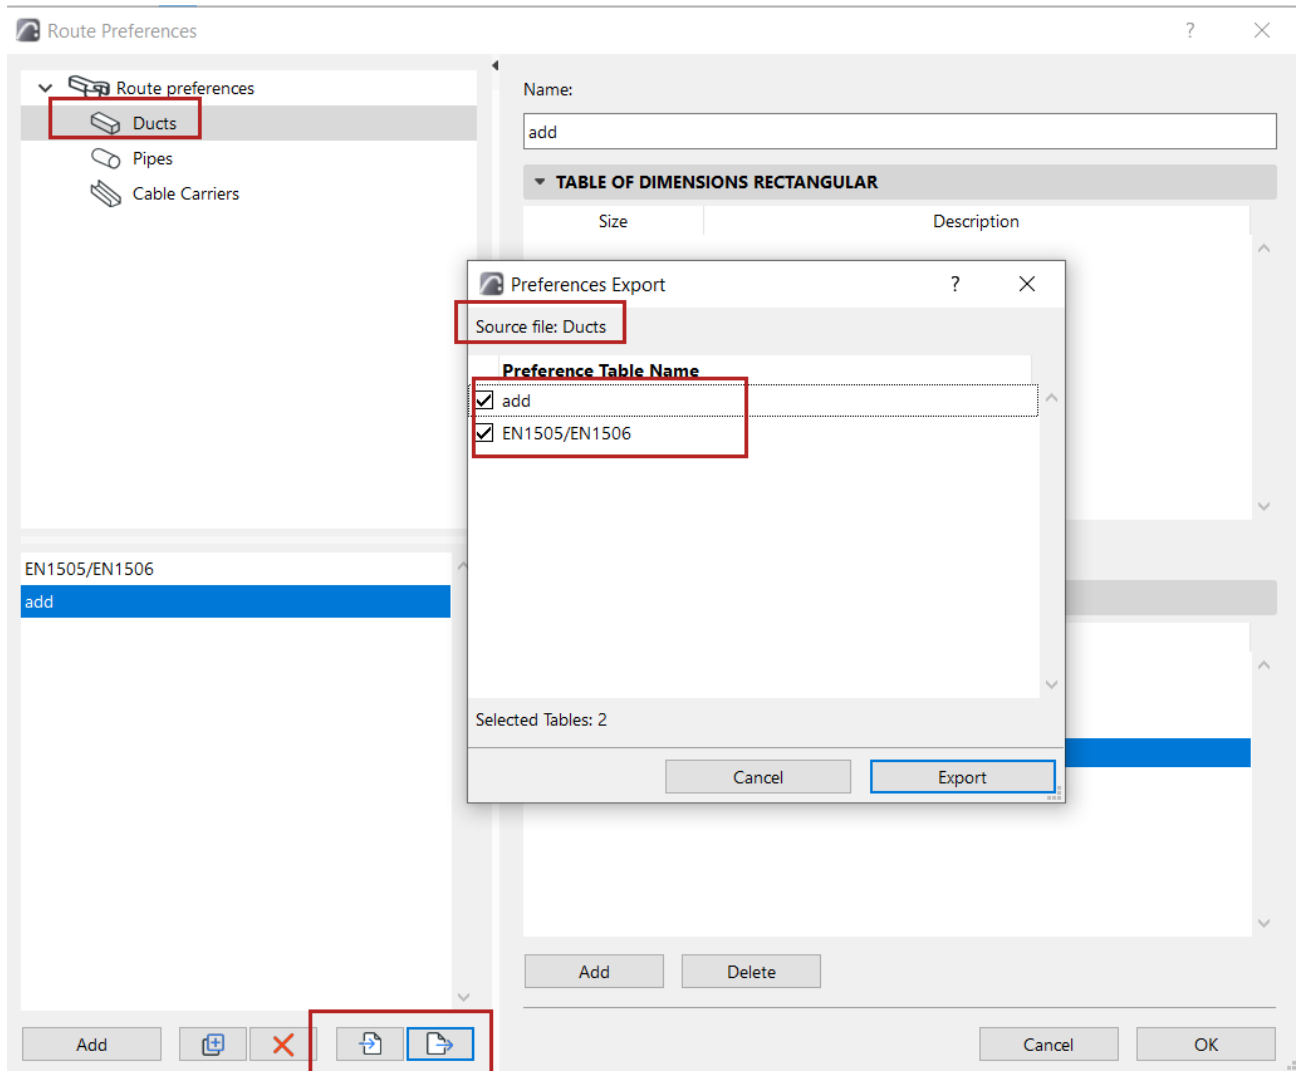 Route Preferences
?
Route preferences
Ducts
Pipes
Cable Carriers
Name:
add
TABLE OF DIMENSIONS RECTANGULAR
Size Description
Preferences Export
?
Source file: Ducts
Preference Table Name
add
EN1505/EN1506
Selected Tables: 2
Cancel Export
EN1505/EN1506
add
Add Delete
Add
Cancel OK